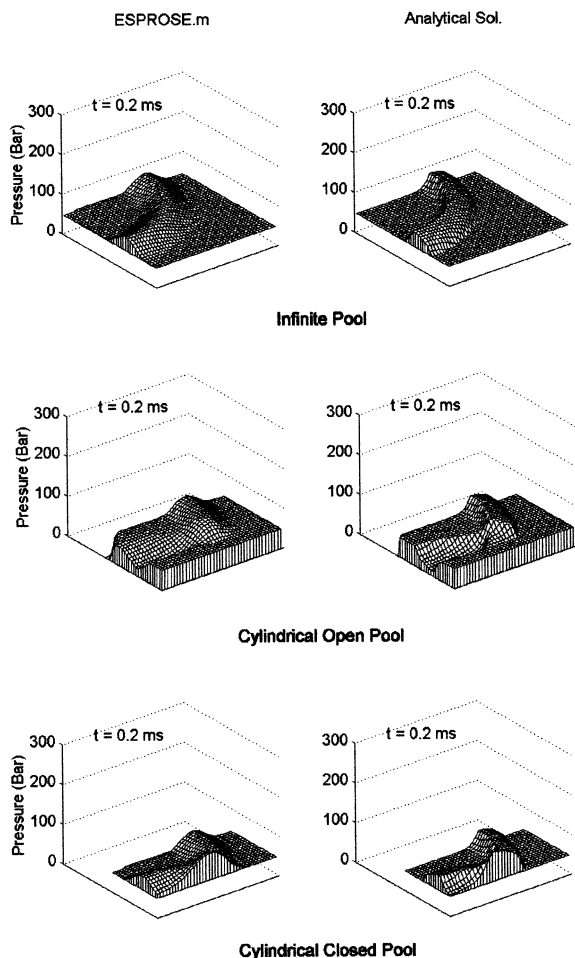 ESPROSE.m Analytical Sol.
t = 0.2 ms t = 0.2 ms
300 300
200 200
100 100
0 0
Pressure (Bar)
Infinite Pool
t = 0.2 ms t = 0.2 ms
300 300
200 200
100 100
0 0
Pressure (Bar)
Cylindrical Open Pool
t = 0.2 ms t = 0.2 ms
300 300
200 200
100 100
0 0
Pressure (Bar)
Cylindrical Closed Pool